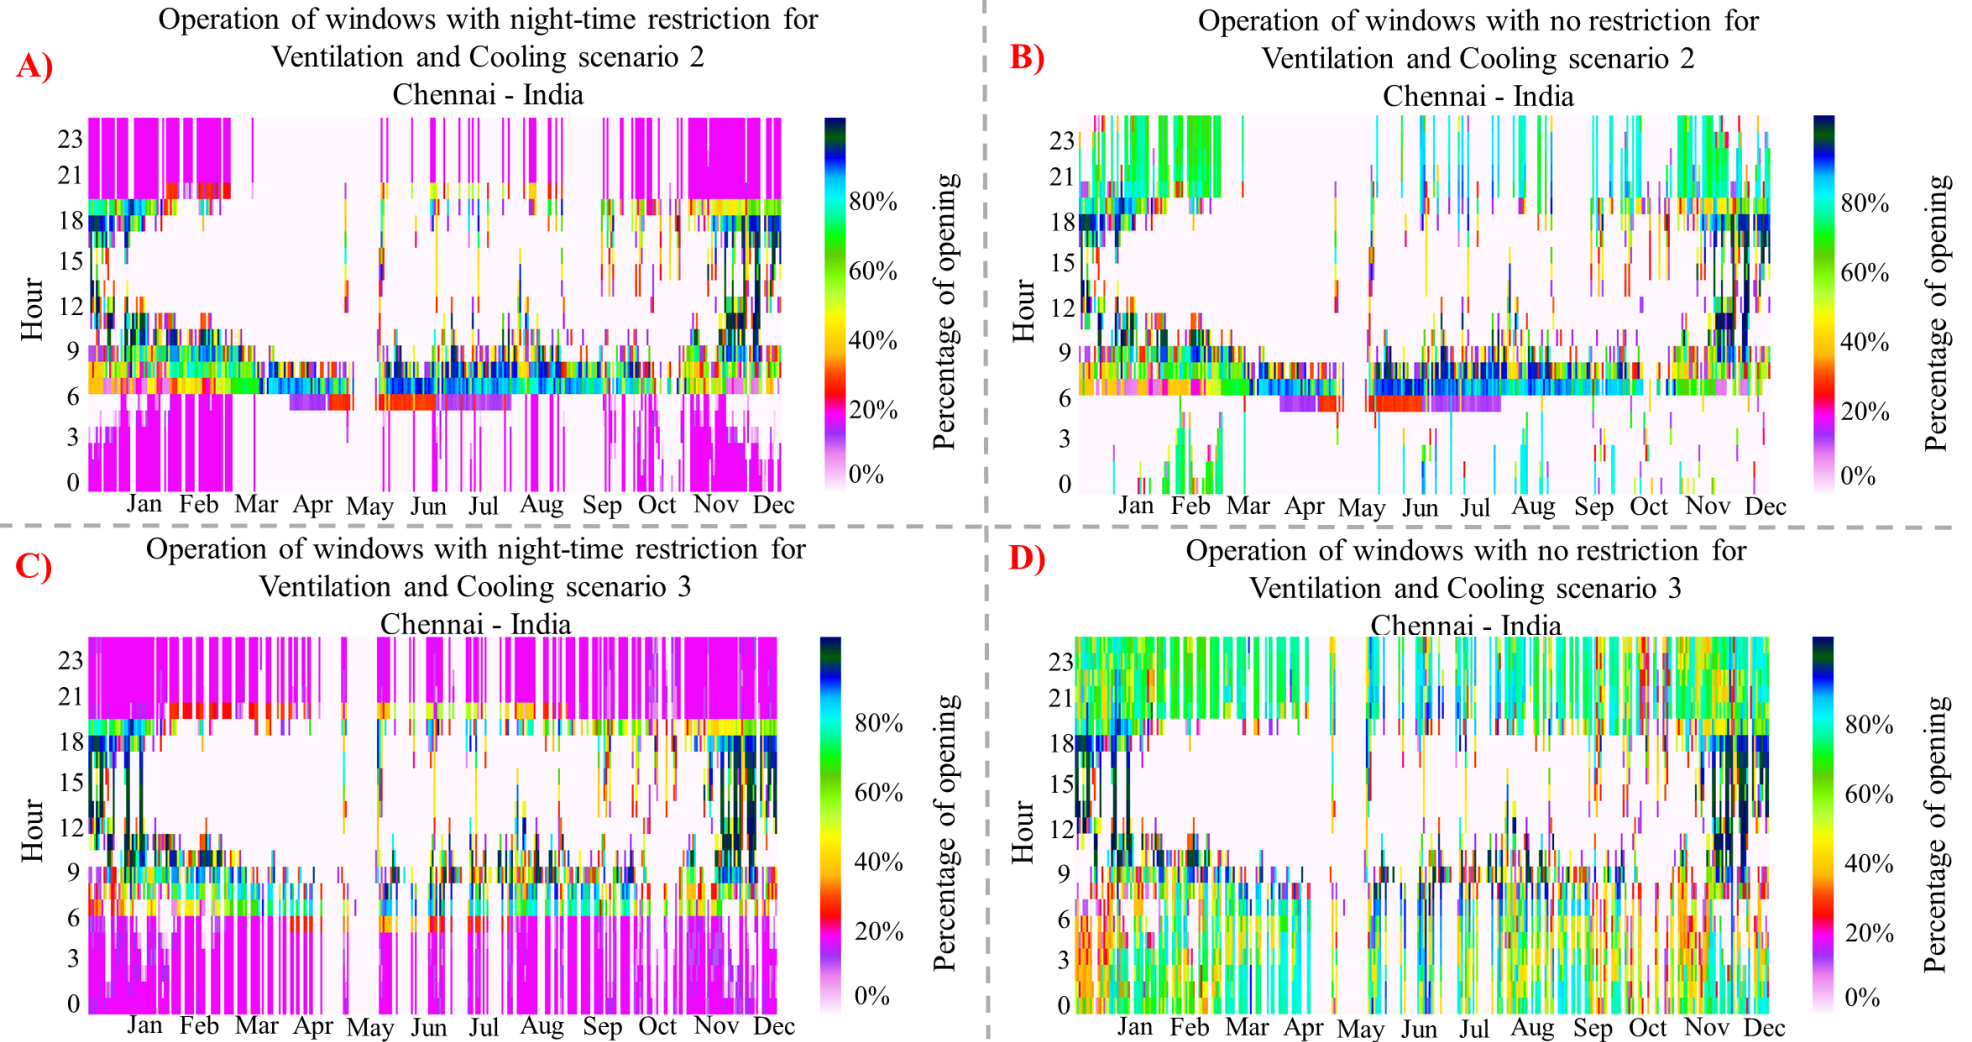 A)
Operation of windows with night-time restriction for
Ventilation and Cooling scenario 2
Chennai - India
Hour
23
21
18
15
12
9
6
3
0
Jan Feb Mar Apr May Jun Jul Aug Sep Oct Nov Dec
80%
60%
40%
20%
0%
Percentage of opening
B)
Operation of windows with no restriction for
Ventilation and Cooling scenario 2
Chennai - India
Hour
23
21
18
15
12
9
6
3
0
Jan Feb Mar Apr May Jun Jul Aug Sep Oct Nov Dec
80%
60%
40%
20%
0%
Percentage of opening
C)
Operation of windows with night-time restriction for
Ventilation and Cooling scenario 3
Chennai - India
Hour
23
21
18
15
12
9
6
3
0
Jan Feb Mar Apr May Jun Jul Aug Sep Oct Nov Dec
80%
60%
40%
20%
0%
Percentage of opening
D)
Operation of windows with no restriction for
Ventilation and Cooling scenario 3
Chennai - India
Hour
23
21
18
15
12
9
6
3
0
Jan Feb Mar Apr May Jun Jul Aug Sep Oct Nov Dec
80%
60%
40%
20%
0%
Percentage of opening